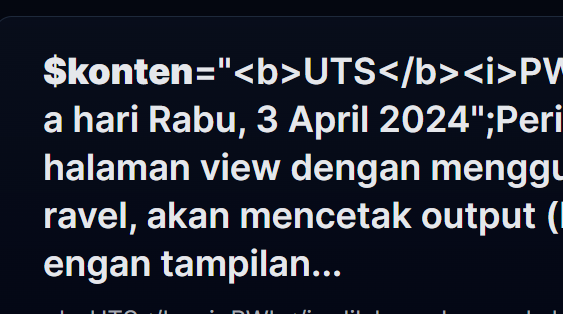 $konten="<b>UTS</b><i>PW
a hari Rabu, 3 April 2024";Peri
halaman view dengan menggu
ravel, akan mencetak output (
engan tampilan...